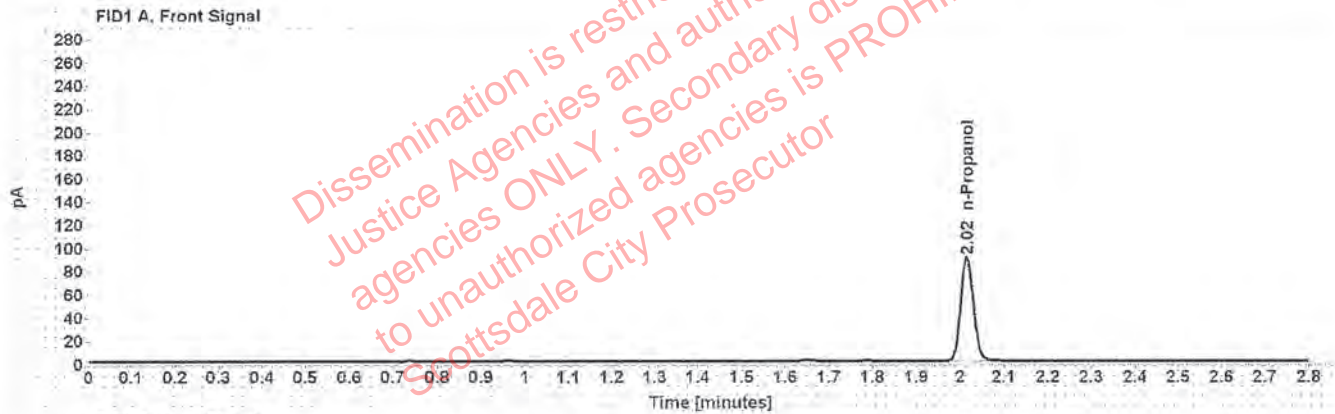 FID1 A, Front Signal
280
260
240
220
200
180
160
140
120
100
80
60
40
20
0
pA
2.02 n-Propanol
0 0.1 0.2 0.3 0.4 0.5 0.6 0.7 0.8 0.9 1 1.1 1.2 1.3 1.4 1.5 1.6 1.7 1.8 1.9 2 2.1 2.2 2.3 2.4 2.5 2.6 2.7 2.8
Time [minutes]
Dissemination is
Justice Agencies and
agencies ONLY. Secondary
to unauthorized agencies is
Scottsdale City Prosecutor